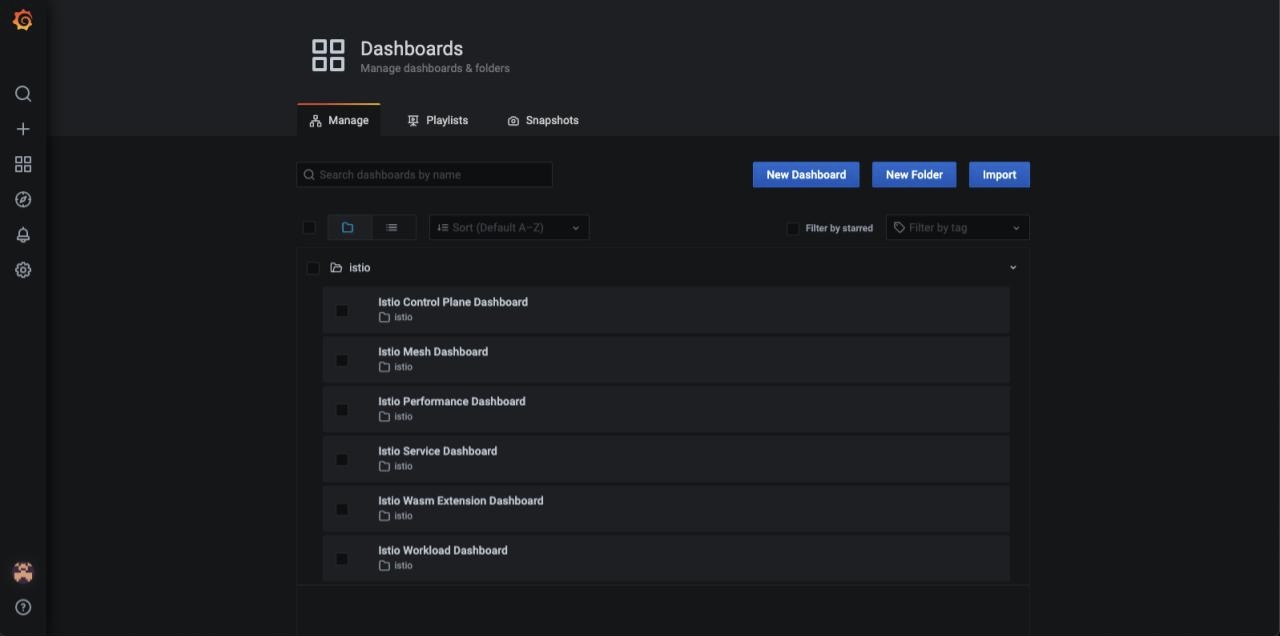 Dashboards
Manage dashboards & folders
Manage
Playlists
Snapshots
Search dashboards by name
New Dashboard
New Folder
Import
Sort (Default A–Z)
Filter by starred
Filter by tag
istio
Istio Control Plane Dashboard
istio
Istio Mesh Dashboard
istio
Istio Performance Dashboard
istio
Istio Service Dashboard
istio
Istio Wasm Extension Dashboard
istio
Istio Workload Dashboard
istio